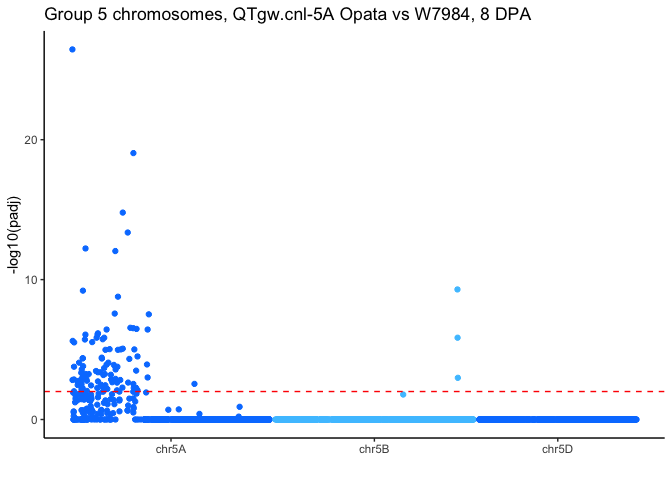 Group 5 chromosomes, QTgw.cnl-5A Opata vs W7984, 8 DPA
-log10(padj)
20
10
0
chr5A
chr5B
chr5D